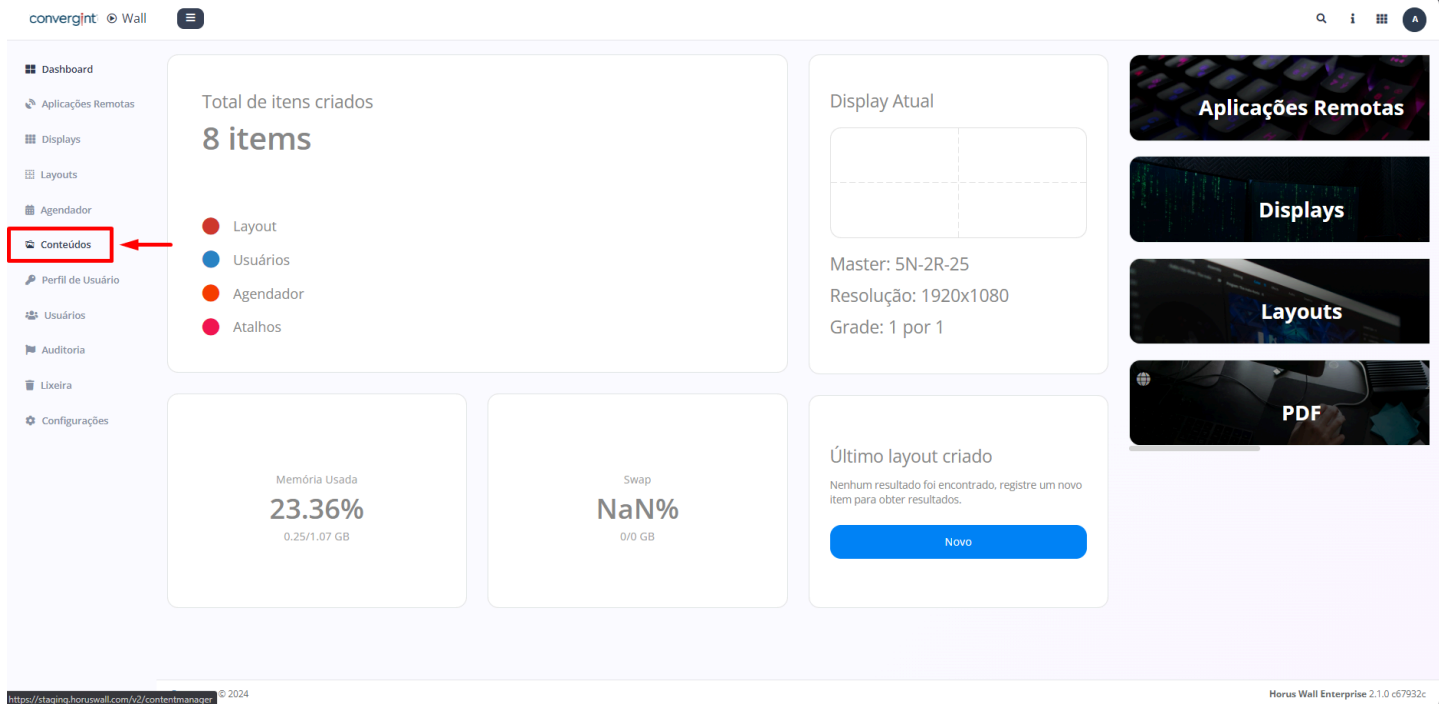 convergint Wall
A
Dashboard
Aplicações Remotas
Displays
Layouts
Agendador
Conteúdos
Perfil de Usuário
Usuários
Auditoria
Lixeira
Configurações
Total de itens criados
8 items
Layout
Usuários
Agendador
Atalhos
Display Atual
Master: 5N-2R-25
Resolução: 1920x1080
Grade: 1 por 1
Aplicações Remotas
Displays
Layouts
PDF
Memória Usada
23.36%
0.25/1.07 GB
Swap
NaN%
0/0 GB
Último layout criado
Nenhum resultado foi encontrado, registre um novo
item para obter resultados.
Novo
https://staging.horuswall.com/v2/contentmanager
© 2024
Horus Wall Enterprise 2.1.0 c67932c